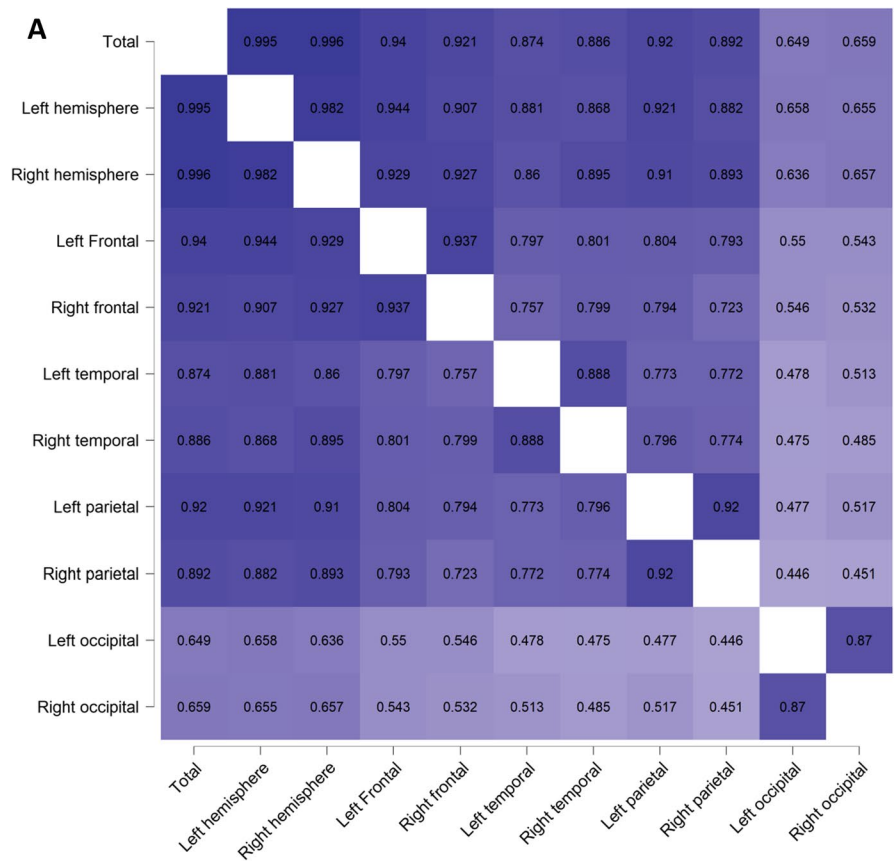 A
Total 0.995 0.996 0.94 0.921 0.874 0.886 0.92 0.892 0.649 0.659
Left hemisphere 0.995 0.982 0.944 0.907 0.881 0.868 0.921 0.882 0.658 0.655
Right hemisphere 0.996 0.982 0.929 0.927 0.86 0.895 0.91 0.893 0.636 0.657
Left Frontal 0.94 0.944 0.929 0.937 0.797 0.801 0.804 0.793 0.55 0.543
Right frontal 0.921 0.907 0.927 0.937 0.757 0.799 0.794 0.723 0.546 0.532
Left temporal 0.874 0.881 0.86 0.797 0.757 0.888 0.773 0.772 0.478 0.513
Right temporal 0.886 0.868 0.895 0.801 0.799 0.888 0.796 0.774 0.475 0.485
Left parietal 0.92 0.921 0.91 0.804 0.794 0.773 0.796 0.92 0.477 0.517
Right parietal 0.892 0.882 0.893 0.793 0.723 0.772 0.774 0.92 0.446 0.451
Left occipital 0.649 0.658 0.636 0.55 0.546 0.478 0.475 0.477 0.446 0.87
Right occipital 0.659 0.655 0.657 0.543 0.532 0.513 0.485 0.517 0.451 0.87
Total
Left hemisphere
Right hemisphere
Left Frontal
Right frontal
Left temporal
Right temporal
Left parietal
Right parietal
Left occipital
Right occipital